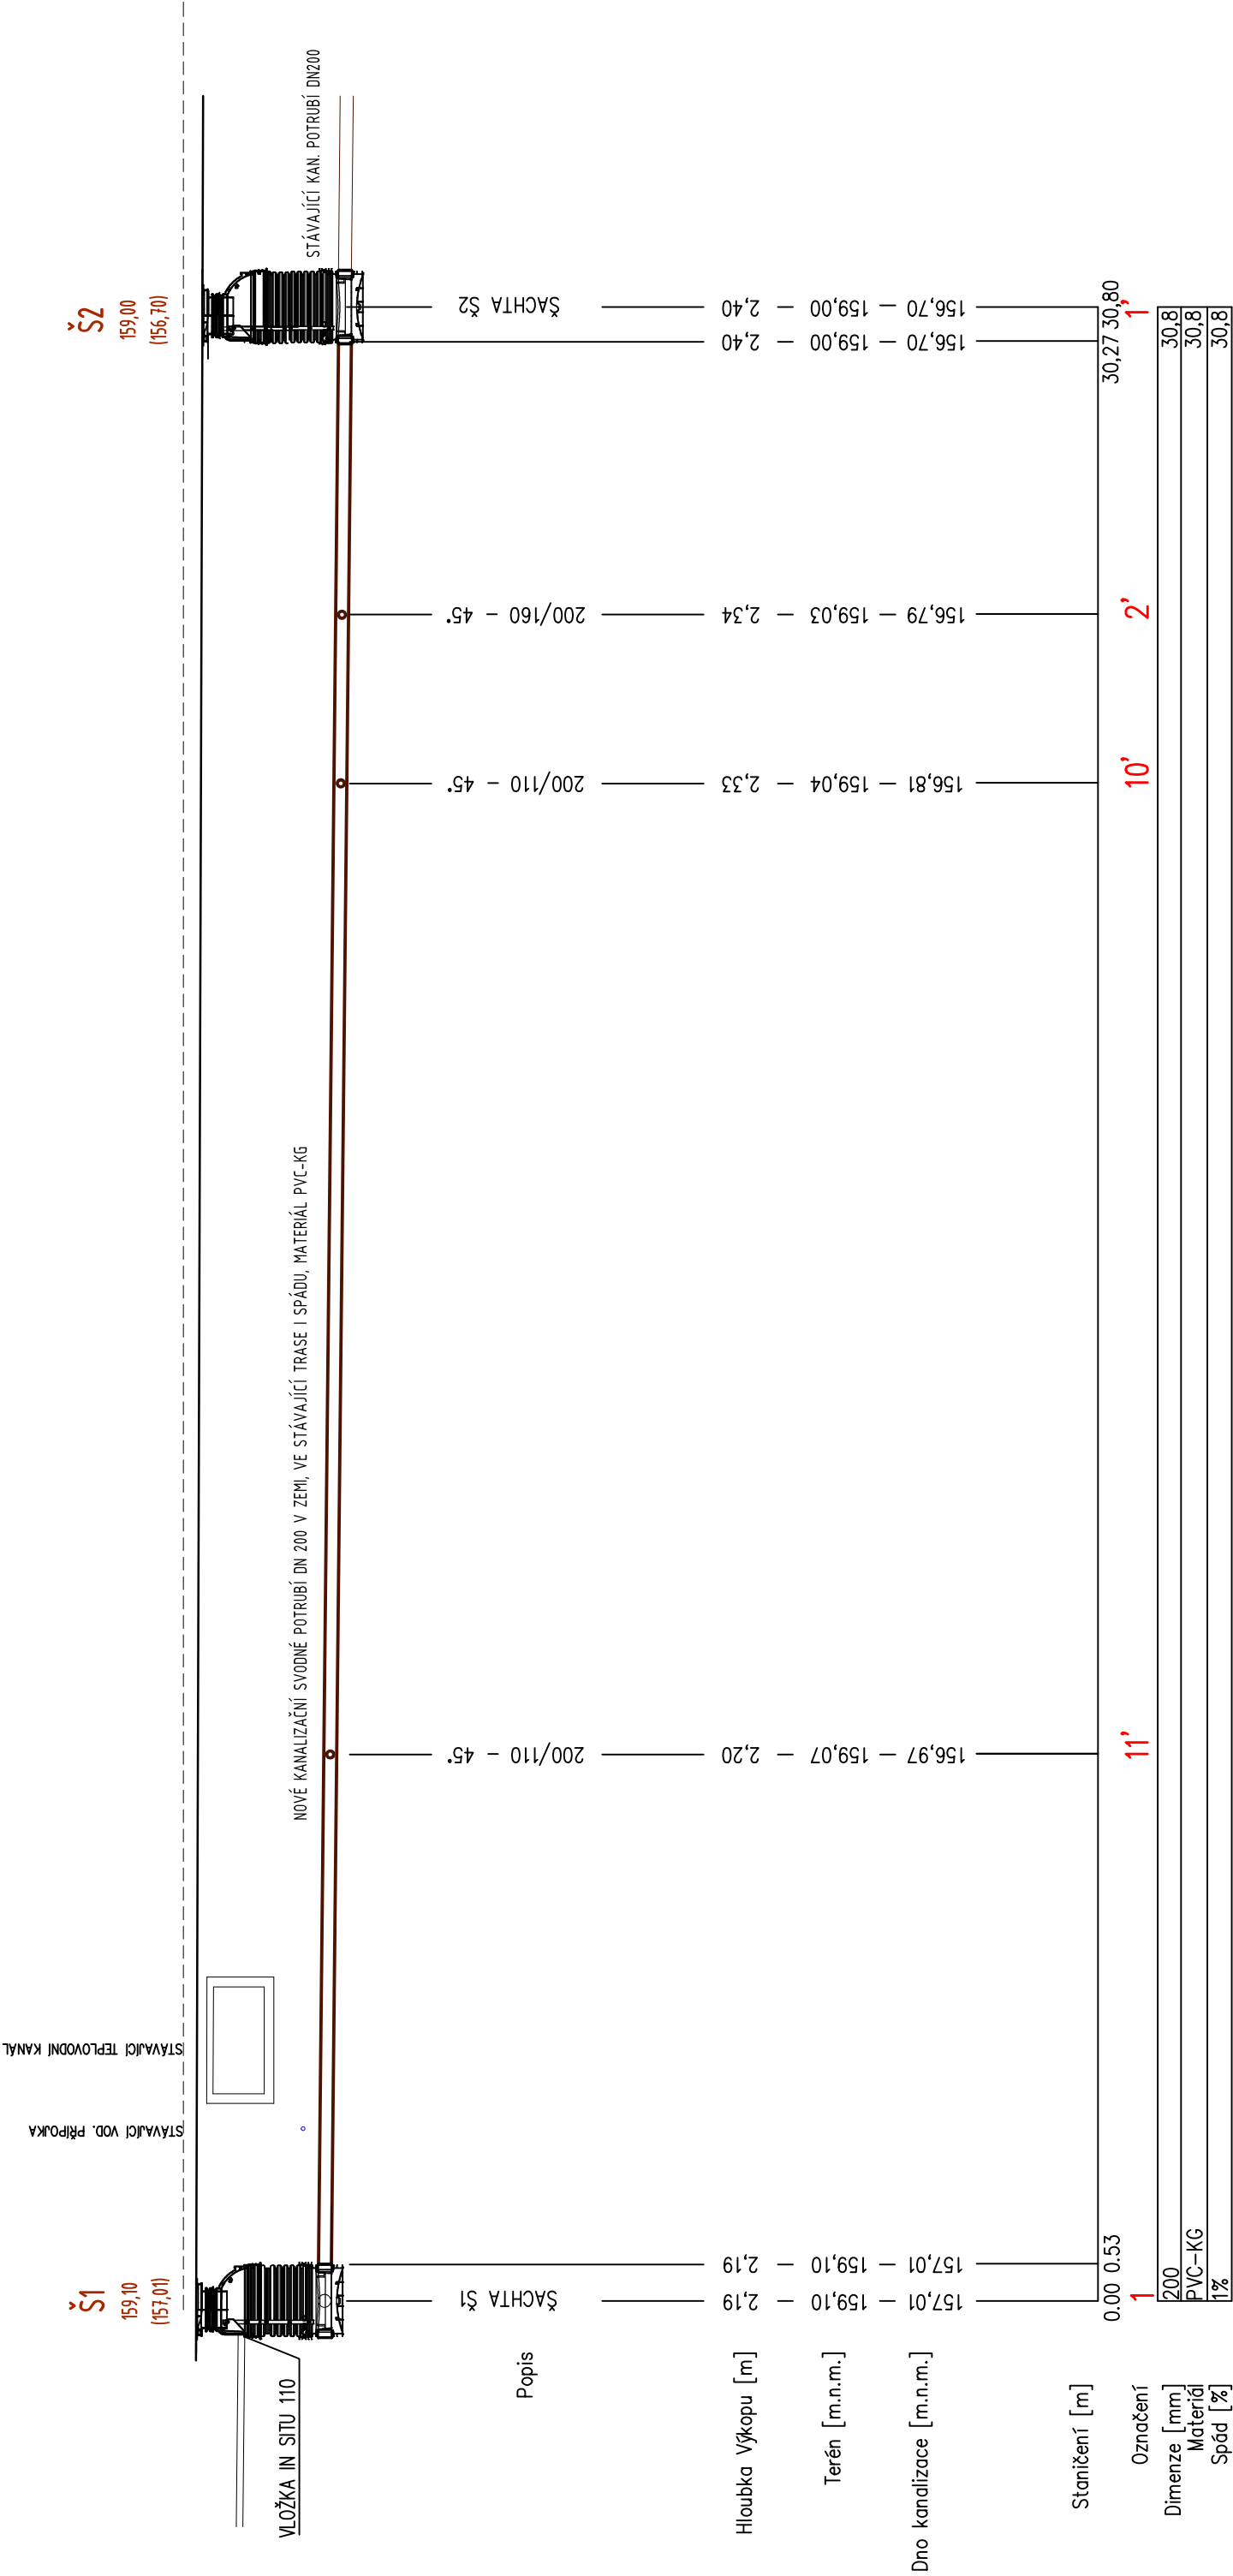 Š1
159,10
(157,01)
Š2
159,00
(156,70)
STÁVAJÍCÍ VOD. PŘÍPOJKA
STÁVAJÍCÍ TEPLOVODNÍ KANÁL
VLOŽKA IN SITU 110
NOVÉ KANALIZAČNÍ SVODNÉ POTRUBÍ DN 200 V ZEMI, VE STÁVAJÍCÍ TRASE I SPÁDU, MATERIÁL PVC-KG
STÁVAJÍCÍ KAN. POTRUBÍ DN200
Popis
ŠACHTA Š1
200/110 - 45°
200/110 - 45°
200/160 - 45°
ŠACHTA Š2
Hloubka Výkopu [m]
2,19
2,19
2,20
2,33
2,34
2,40
2,40
Terén [m.n.m.]
159,10
159,10
159,07
159,04
159,03
159,00
159,00
Dno kanalizace [m.n.m.]
157,01
157,01
156,97
156,81
156,79
156,70
156,70
Staničení [m]
0.00 0.53
30,27 30,80
Označení
1
11'
10'
2'
1'
Dimenze [mm]
200
30,8
Materiál
PVC-KG
30,8
Spád [%]
1%
30,8